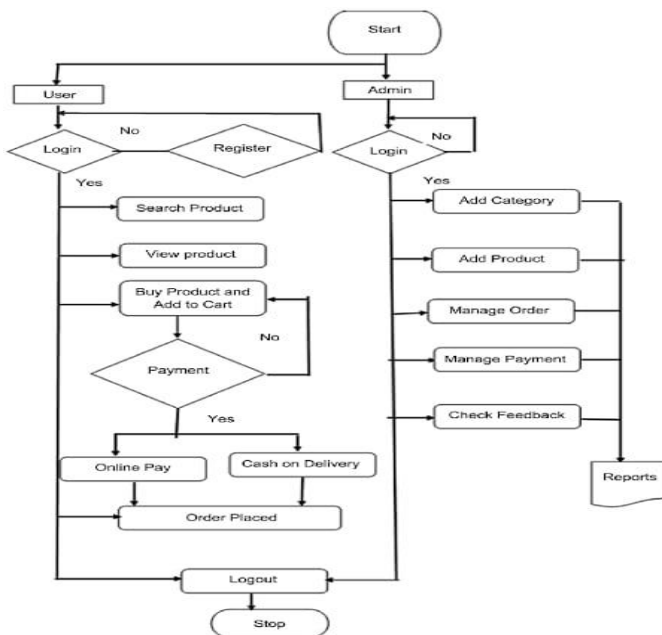 Start
User
Admin
Login
No
Register
Login
No
Yes
Yes
Search Product
View product
Buy Product and
Add to Cart
No
Payment
Yes
Online Pay
Cash on Delivery
Order Placed
Add Category
Add Product
Manage Order
Manage Payment
Check Feedback
Reports
Logout
Stop